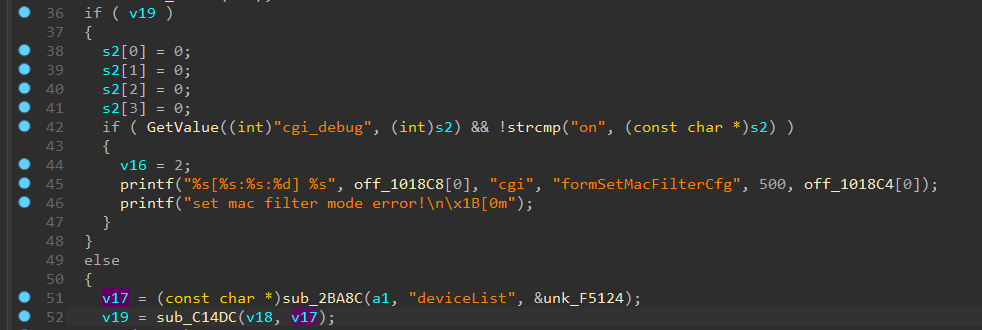 36 if ( v19 )
37 {
38 s2[0] = 0;
39 s2[1] = 0;
40 s2[2] = 0;
41 s2[3] = 0;
42 if ( GetValue((int)"cgi_debug", (int)s2) && !strcmp("on", (const char *)s2) )
43 {
44 v16 = 2;
45 printf("%s[%s:%s:%d] %s", off_1018C8[0], "cgi", "formSetMacFilterCfg", 500, off_1018C4[0]);
46 printf("set mac filter mode error!\n\x1B[0m");
47 }
48 }
49 else
50 {
51 v17 = (const char *)sub_2BA8C(a1, "deviceList", &unk_F5124);
52 v19 = sub_C14DC(v18, v17);